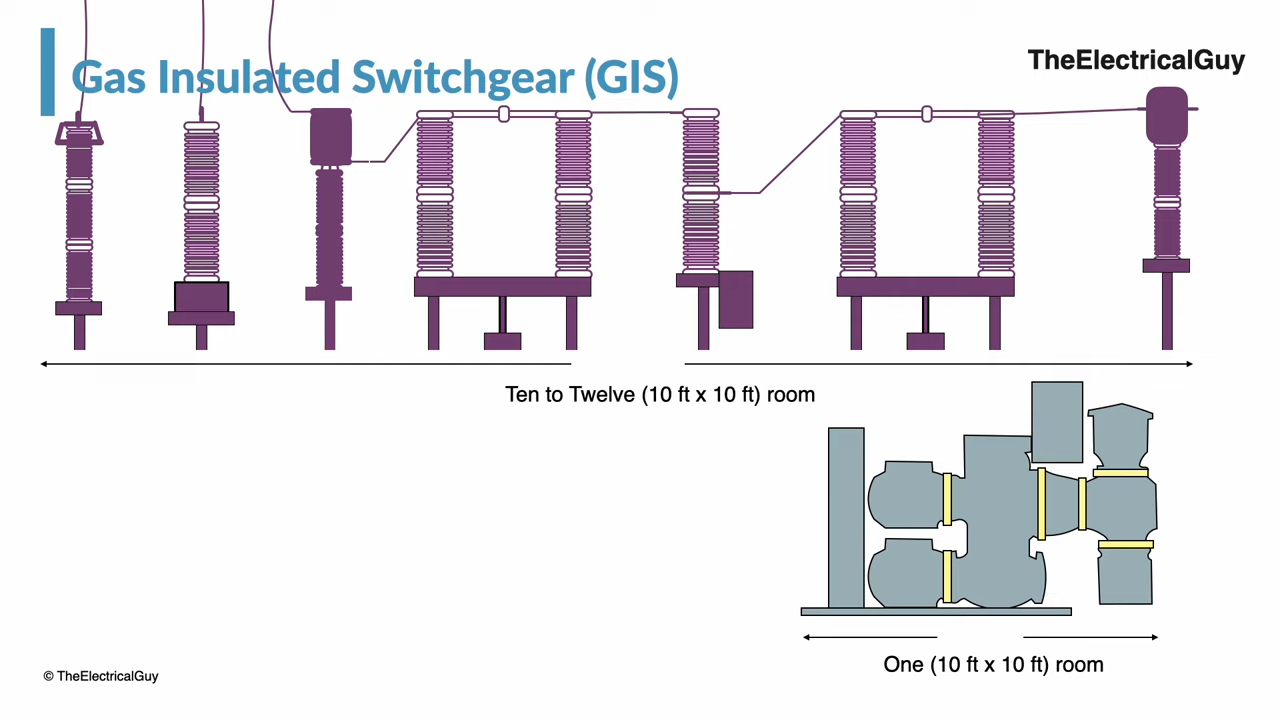 Gas Insulated Switchgear (GIS)
TheElectricalGuy
Ten to Twelve (10 ft x 10 ft) room
One (10 ft x 10 ft) room
© TheElectricalGuy